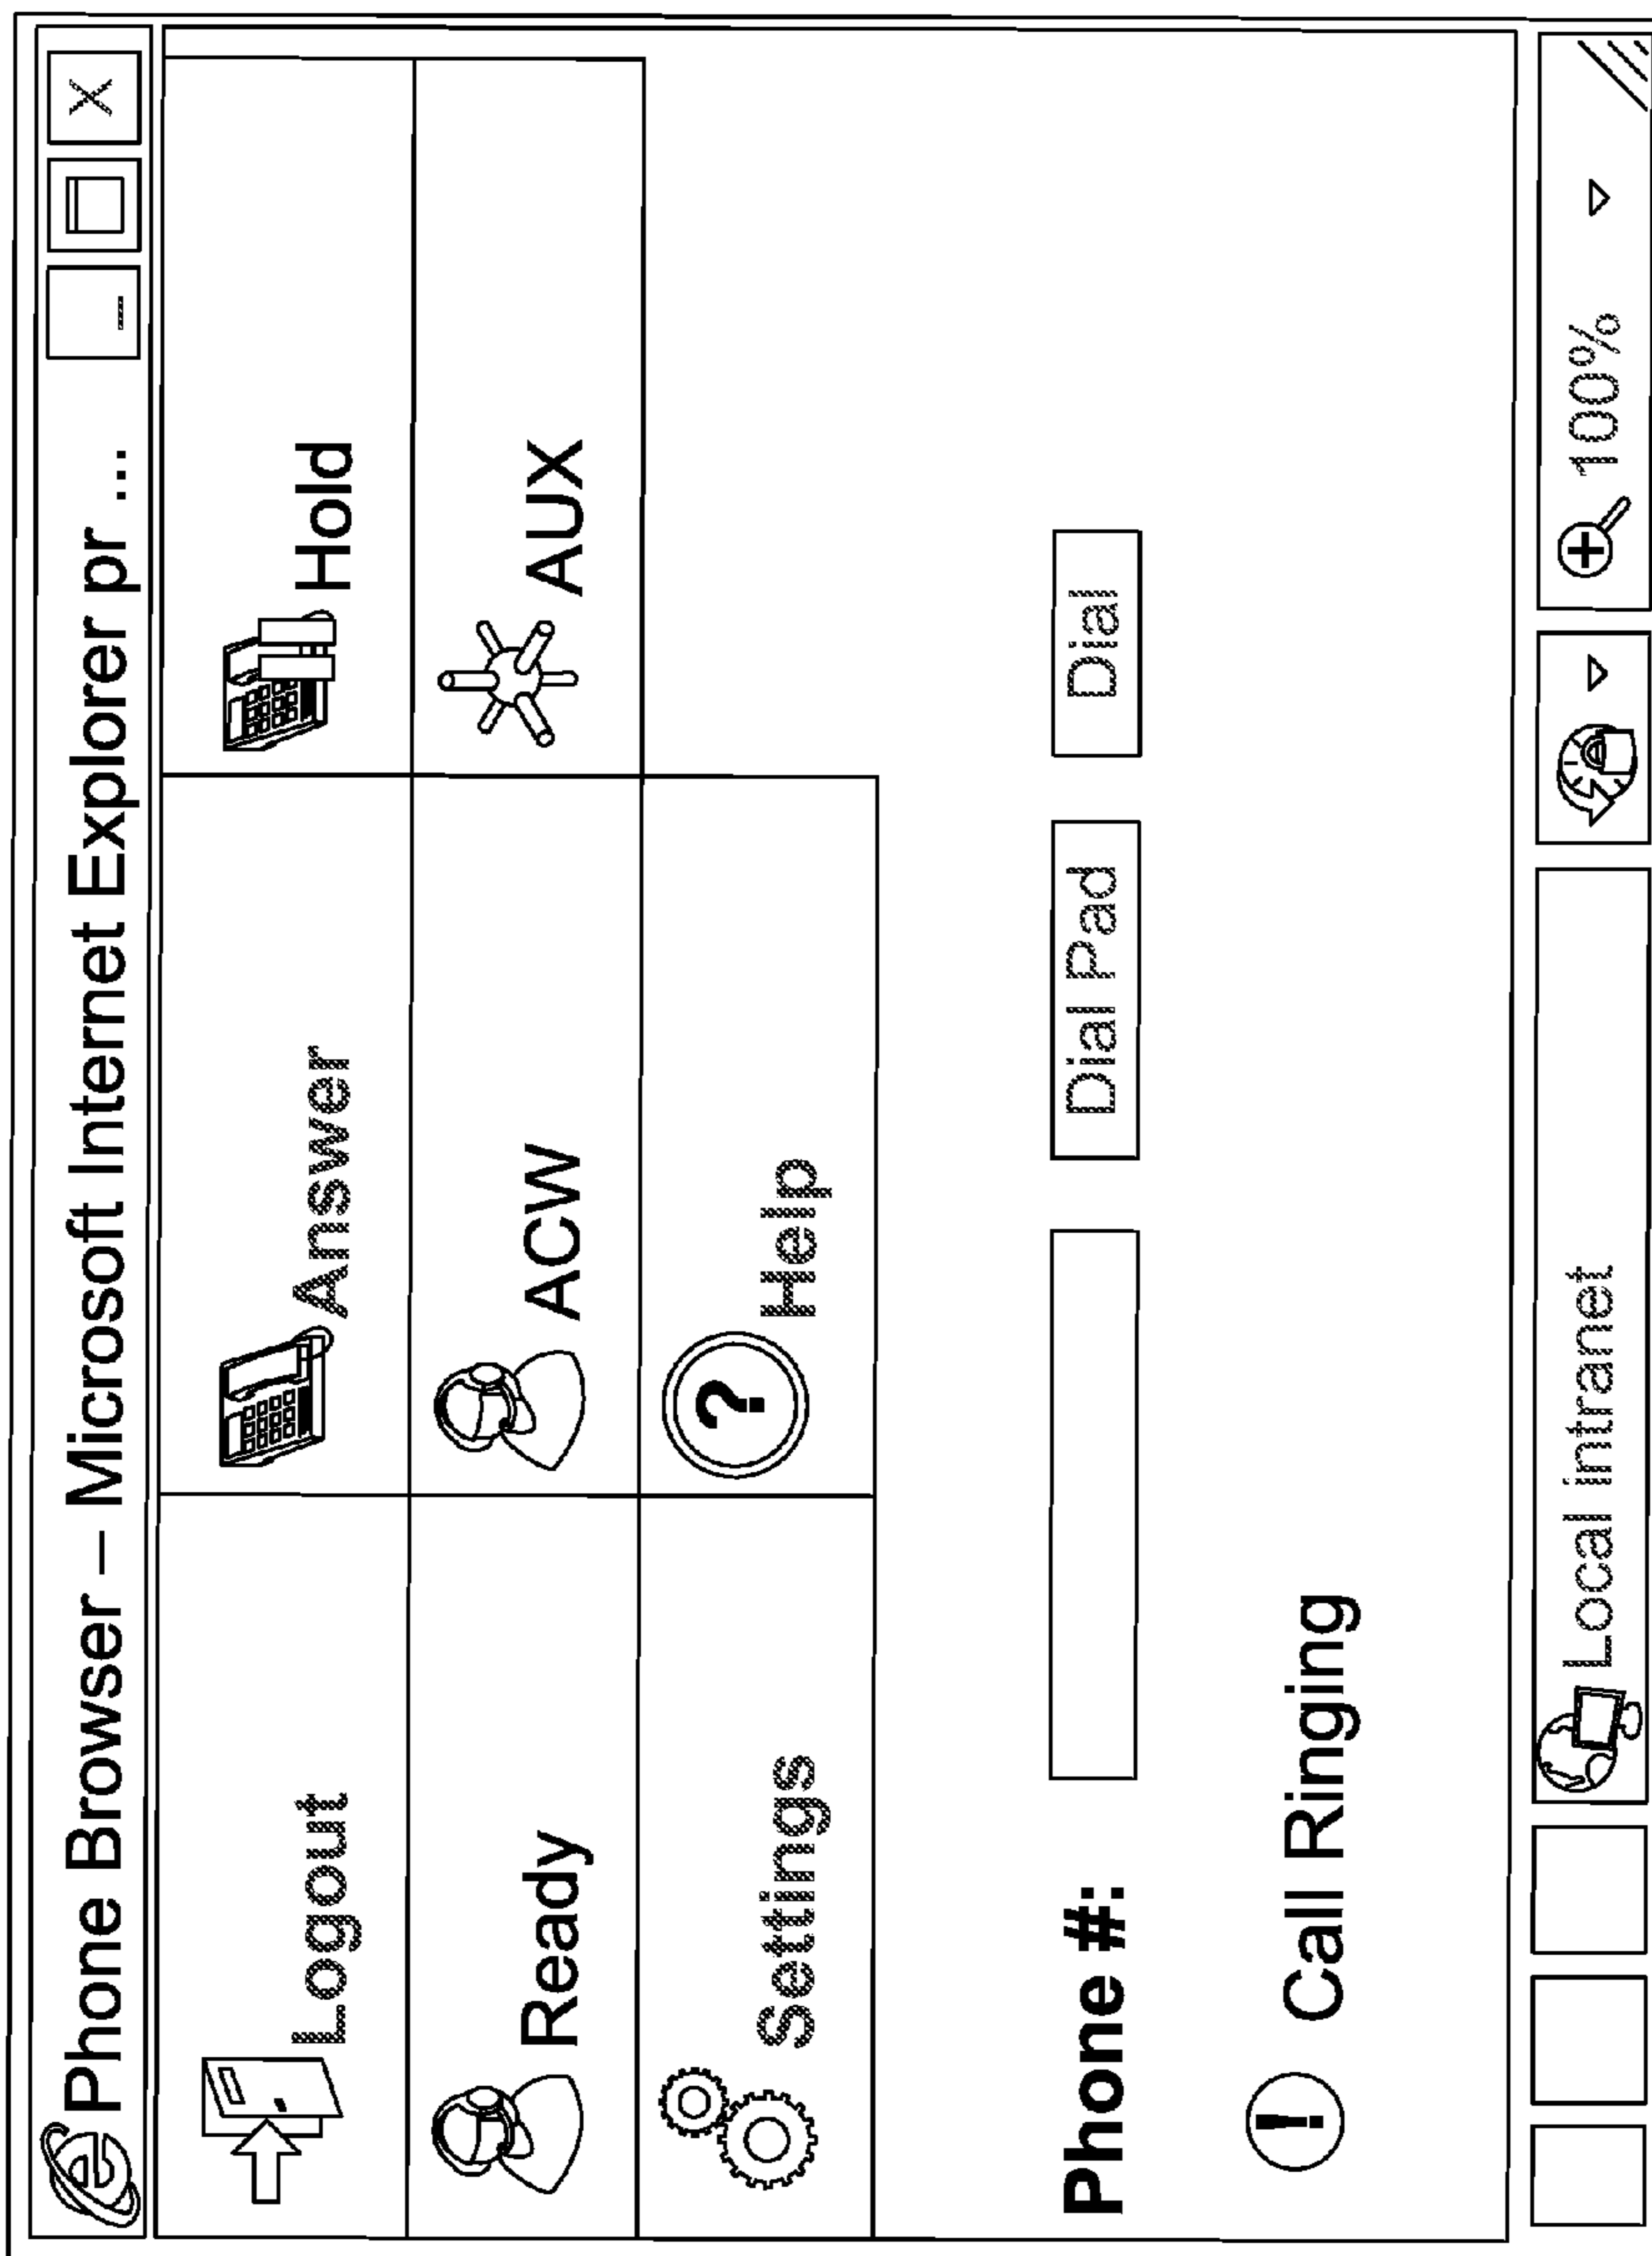 Phone Browser – Microsoft Internet Explorer pr ... _ X
Logout Answer Hold
Ready ACW AUX
Settings ? Help
Phone #: Dial Pad Dial
! Call Ringing
Local intranet 100%